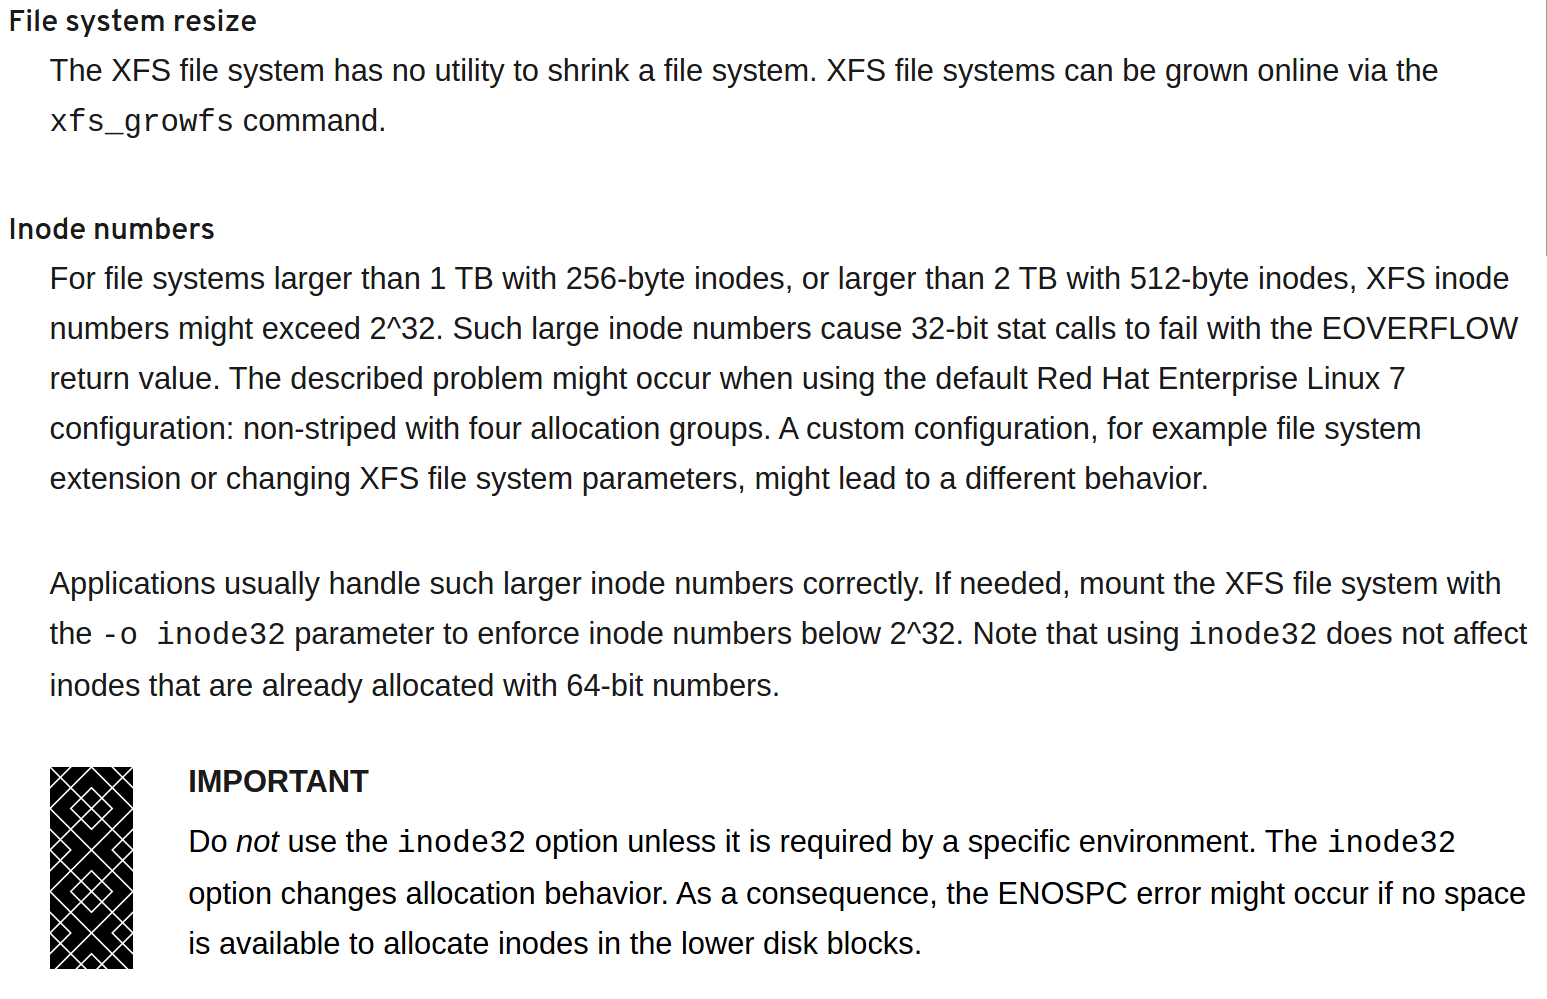 File system resize
The XFS file system has no utility to shrink a file system. XFS file systems can be grown online via the
xfs_growfs command.
Inode numbers
For file systems larger than 1 TB with 256-byte inodes, or larger than 2 TB with 512-byte inodes, XFS inode
numbers might exceed 2^32. Such large inode numbers cause 32-bit stat calls to fail with the EOVERFLOW
return value. The described problem might occur when using the default Red Hat Enterprise Linux 7
configuration: non-striped with four allocation groups. A custom configuration, for example file system
extension or changing XFS file system parameters, might lead to a different behavior.
Applications usually handle such larger inode numbers correctly. If needed, mount the XFS file system with
the -o inode32 parameter to enforce inode numbers below 2^32. Note that using inode32 does not affect
inodes that are already allocated with 64-bit numbers.
IMPORTANT
Do not use the inode32 option unless it is required by a specific environment. The inode32
option changes allocation behavior. As a consequence, the ENOSPC error might occur if no space
is available to allocate inodes in the lower disk blocks.